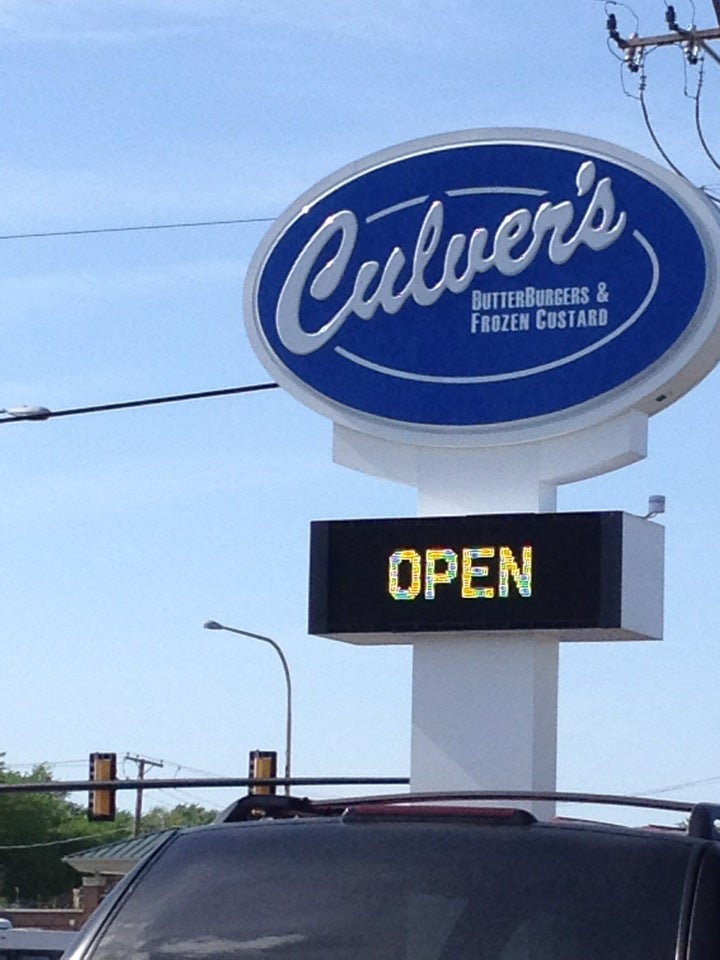 Culver's
ButterBurgers &
Frozen Custard
OPEN